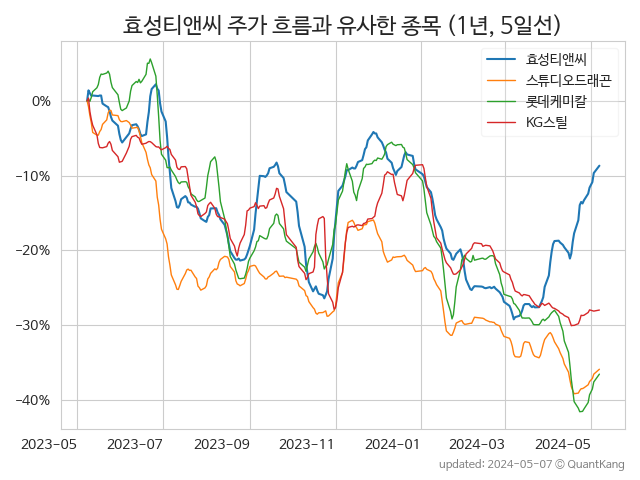 효성티앤씨 주가 흐름과 유사한 종목 (1년, 5일선)
효성티앤씨
스튜디오드래곤
롯데케미칼
KG스틸
0%
−10%
−20%
−30%
−40%
2023-05 2023-07 2023-09 2023-11 2024-01 2024-03 2024-05
updated: 2024-05-07 © QuantKang